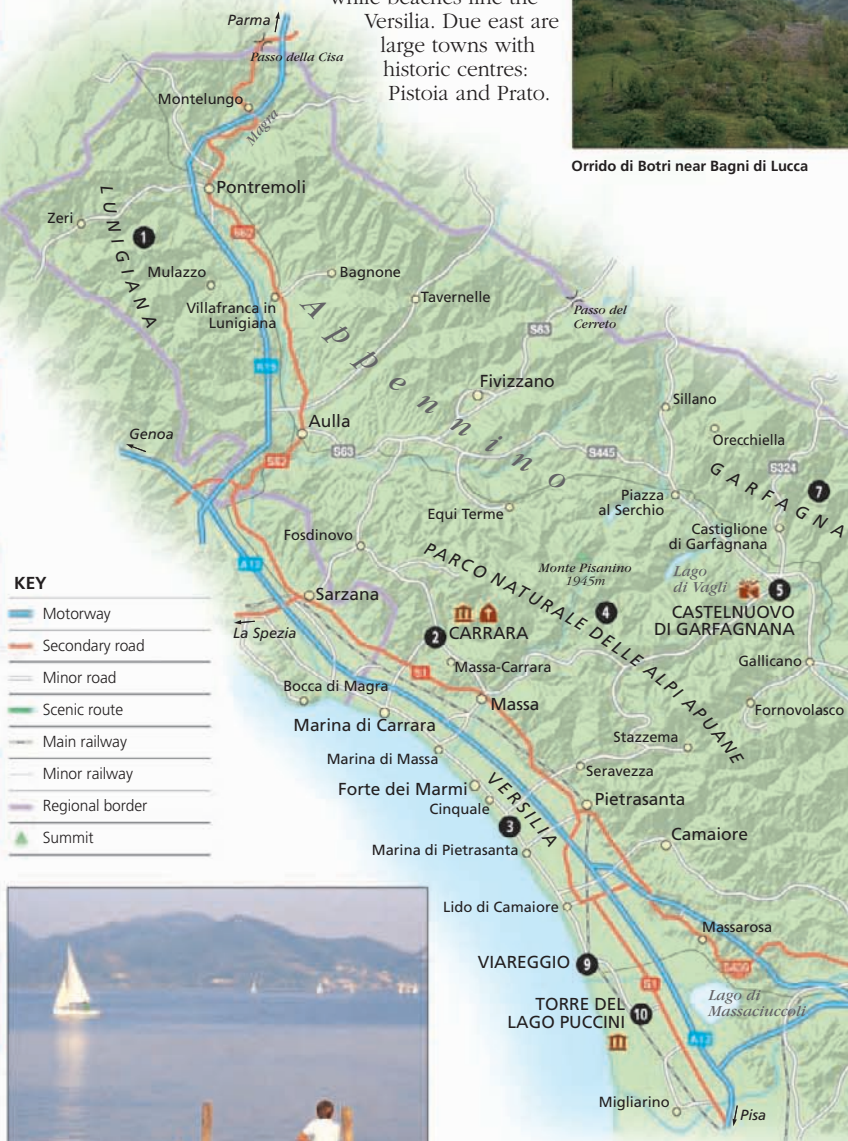 while beaches line the
Versilia. Due east are
large towns with
historic centres:
Pistoia and Prato.
Orrido di Botri near Bagni di Lucca
Parma
Passo della Cisa
Montelungo
Magra
Pontremoli
LUNIGIANA
Zeri
1
S62
Mulazzo
Bagnone
Villafranca in
Lunigiana
Tavernelle
Appennino
Passo del
Cerreto
S63
A15
Fivizzano
Sillano
Aulla
Orecchiella
Genoa
S63
S445
S62
S324
GARFAGNA
7
Piazza
al Serchio
Equi Terme
Castiglione
di Garfagnana
Fosdinovo
PARCO NATURALE DELLE ALPI APUANE
Monte Pisanino
1945m
Lago
di Vagli
A12
4
5
CASTELNUOVO
DI GARFAGNANA
Sarzana
La Spezia
2
CARRARA
Massa-Carrara
S1
Gallicano
Bocca di Magra
Massa
Fornovolasco
Marina di Carrara
Stazzema
Marina di Massa
Seravezza
Forte dei Marmi
Cinquale
VERSILIA
Pietrasanta
3
Camaiore
Marina di Pietrasanta
Lido di Camaiore
Massarosa
VIAREGGIO
9
S439
S1
Lago di
Massaciuccoli
TORRE DEL
LAGO PUCCINI
10
A12
Migliarino
Pisa
KEY
Motorway
Secondary road
Minor road
Scenic route
Main railway
Minor railway
Regional border
Summit